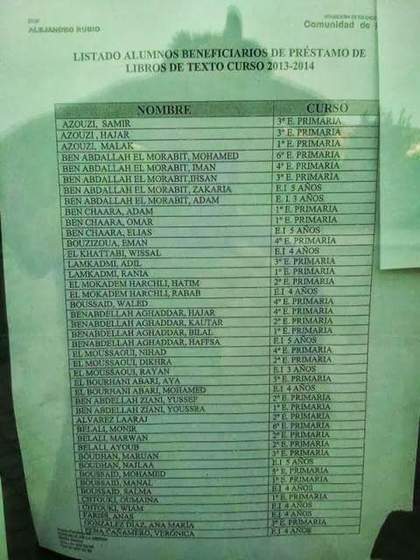 ALEJANDRO RUBIO
Comunidad de
LISTADO ALUMNOS BENEFICIARIOS DE PRÉSTAMO DE
LIBROS DE TEXTO CURSO 2013-2014
NOMBRE CURSO
AZOUZI, SAMIR 3º E. PRIMARIA
AZOUZI, HAJAR 3º E. PRIMARIA
AZOUZI, MALAK 1º E. PRIMARIA
BEN ABDALLAH EL MORABIT, MOHAMED 6º E. PRIMARIA
BEN ABDALLAH EL MORABIT, IMAN 4º E. PRIMARIA
BEN ABDALLAH EL MORABIT,IHSAN 3º E. PRIMARIA
BEN ABDALLAH EL MORABIT, ZAKARIA E.I 5 AÑOS
BEN ABDALLAH EL MORABIT, ADAM E.I. 3 AÑOS
BEN CHAARA, ADAM 1º E. PRIMARIA
BEN CHAARA, OMAR 1º E. PRIMARIA
BEN CHAARA, ELIAS E.I 5 AÑOS
BOUZIZOUA, EMAN 4º E. PRIMARIA
EL KHATTABI, WISSAL E.I 4 AÑOS
LAMKADMI, ADIL 3º E. PRIMARIA
LAMKADMI, RANIA 1º E. PRIMARIA
EL MOKADEM HARCHLI, HATIM 2º E. PRIMARIA
EL MOKADEM HARCHLI, RABAB E.I 4 AÑOS
BOUSSAID, WALED 4º E. PRIMARIA
BENABDELLAH AGHADDAR, HAJAR 4º E. PRIMARIA
BENABDELLAH AGHADDAR, KAUTAR 2º E. PRIMARIA
BENABDELLAH AGHADDAR, BILAL 1º E. PRIMARIA
BENABDELLAH AGHADDAR, HAFFSA E.I 5 AÑOS
EL MOUSSAOUI, NIHAD 4º E. PRIMARIA
EL MOUSSAOUI, DIKHRA 2º E. PRIMARIA
EL MOUSSAOUI, RAYAN E.I 3 AÑOS
EL BOURHANI ABARI, AYA E. PRIMARIA
EL BOURHANI ABARI, MOHAMED E.I 4 AÑOS
BEN ABDELLAH ZIANI, YUSSEF 2º E. PRIMARIA
BEN ABDELLAH ZIANI, YOUSSRA E. PRIMARIA
ALVAREZ LAARAJ 2º E. PRIMARIA
BELALI, MONIR 6º E. PRIMARIA
BELALI, MARWAN 2º E. PRIMARIA
BELALI, AYOUB 2º E. PRIMARIA
BOUDHAN, MARUAN 3º E. PRIMARIA
BOUDHAN, NAILAA E.I 5 AÑOS
BOUSSAID, MOHAMED E. PRIMARIA
BOUSSAID, MANAL 1º E. PRIMARIA
BOUSSAID, SALMA E.I 4 AÑOS
CHTOUKI, OUMAINA E. PRIMARIA
CHTOUKI, WIAM E.I 4 AÑOS
FARISI, ANAS E. PRIMARIA
GONZALEZ DIAZ, ANA MARÍA E.I 4 AÑOS
PEÑA CAÑAMERO, VERÓNICA E. PRIMARIA